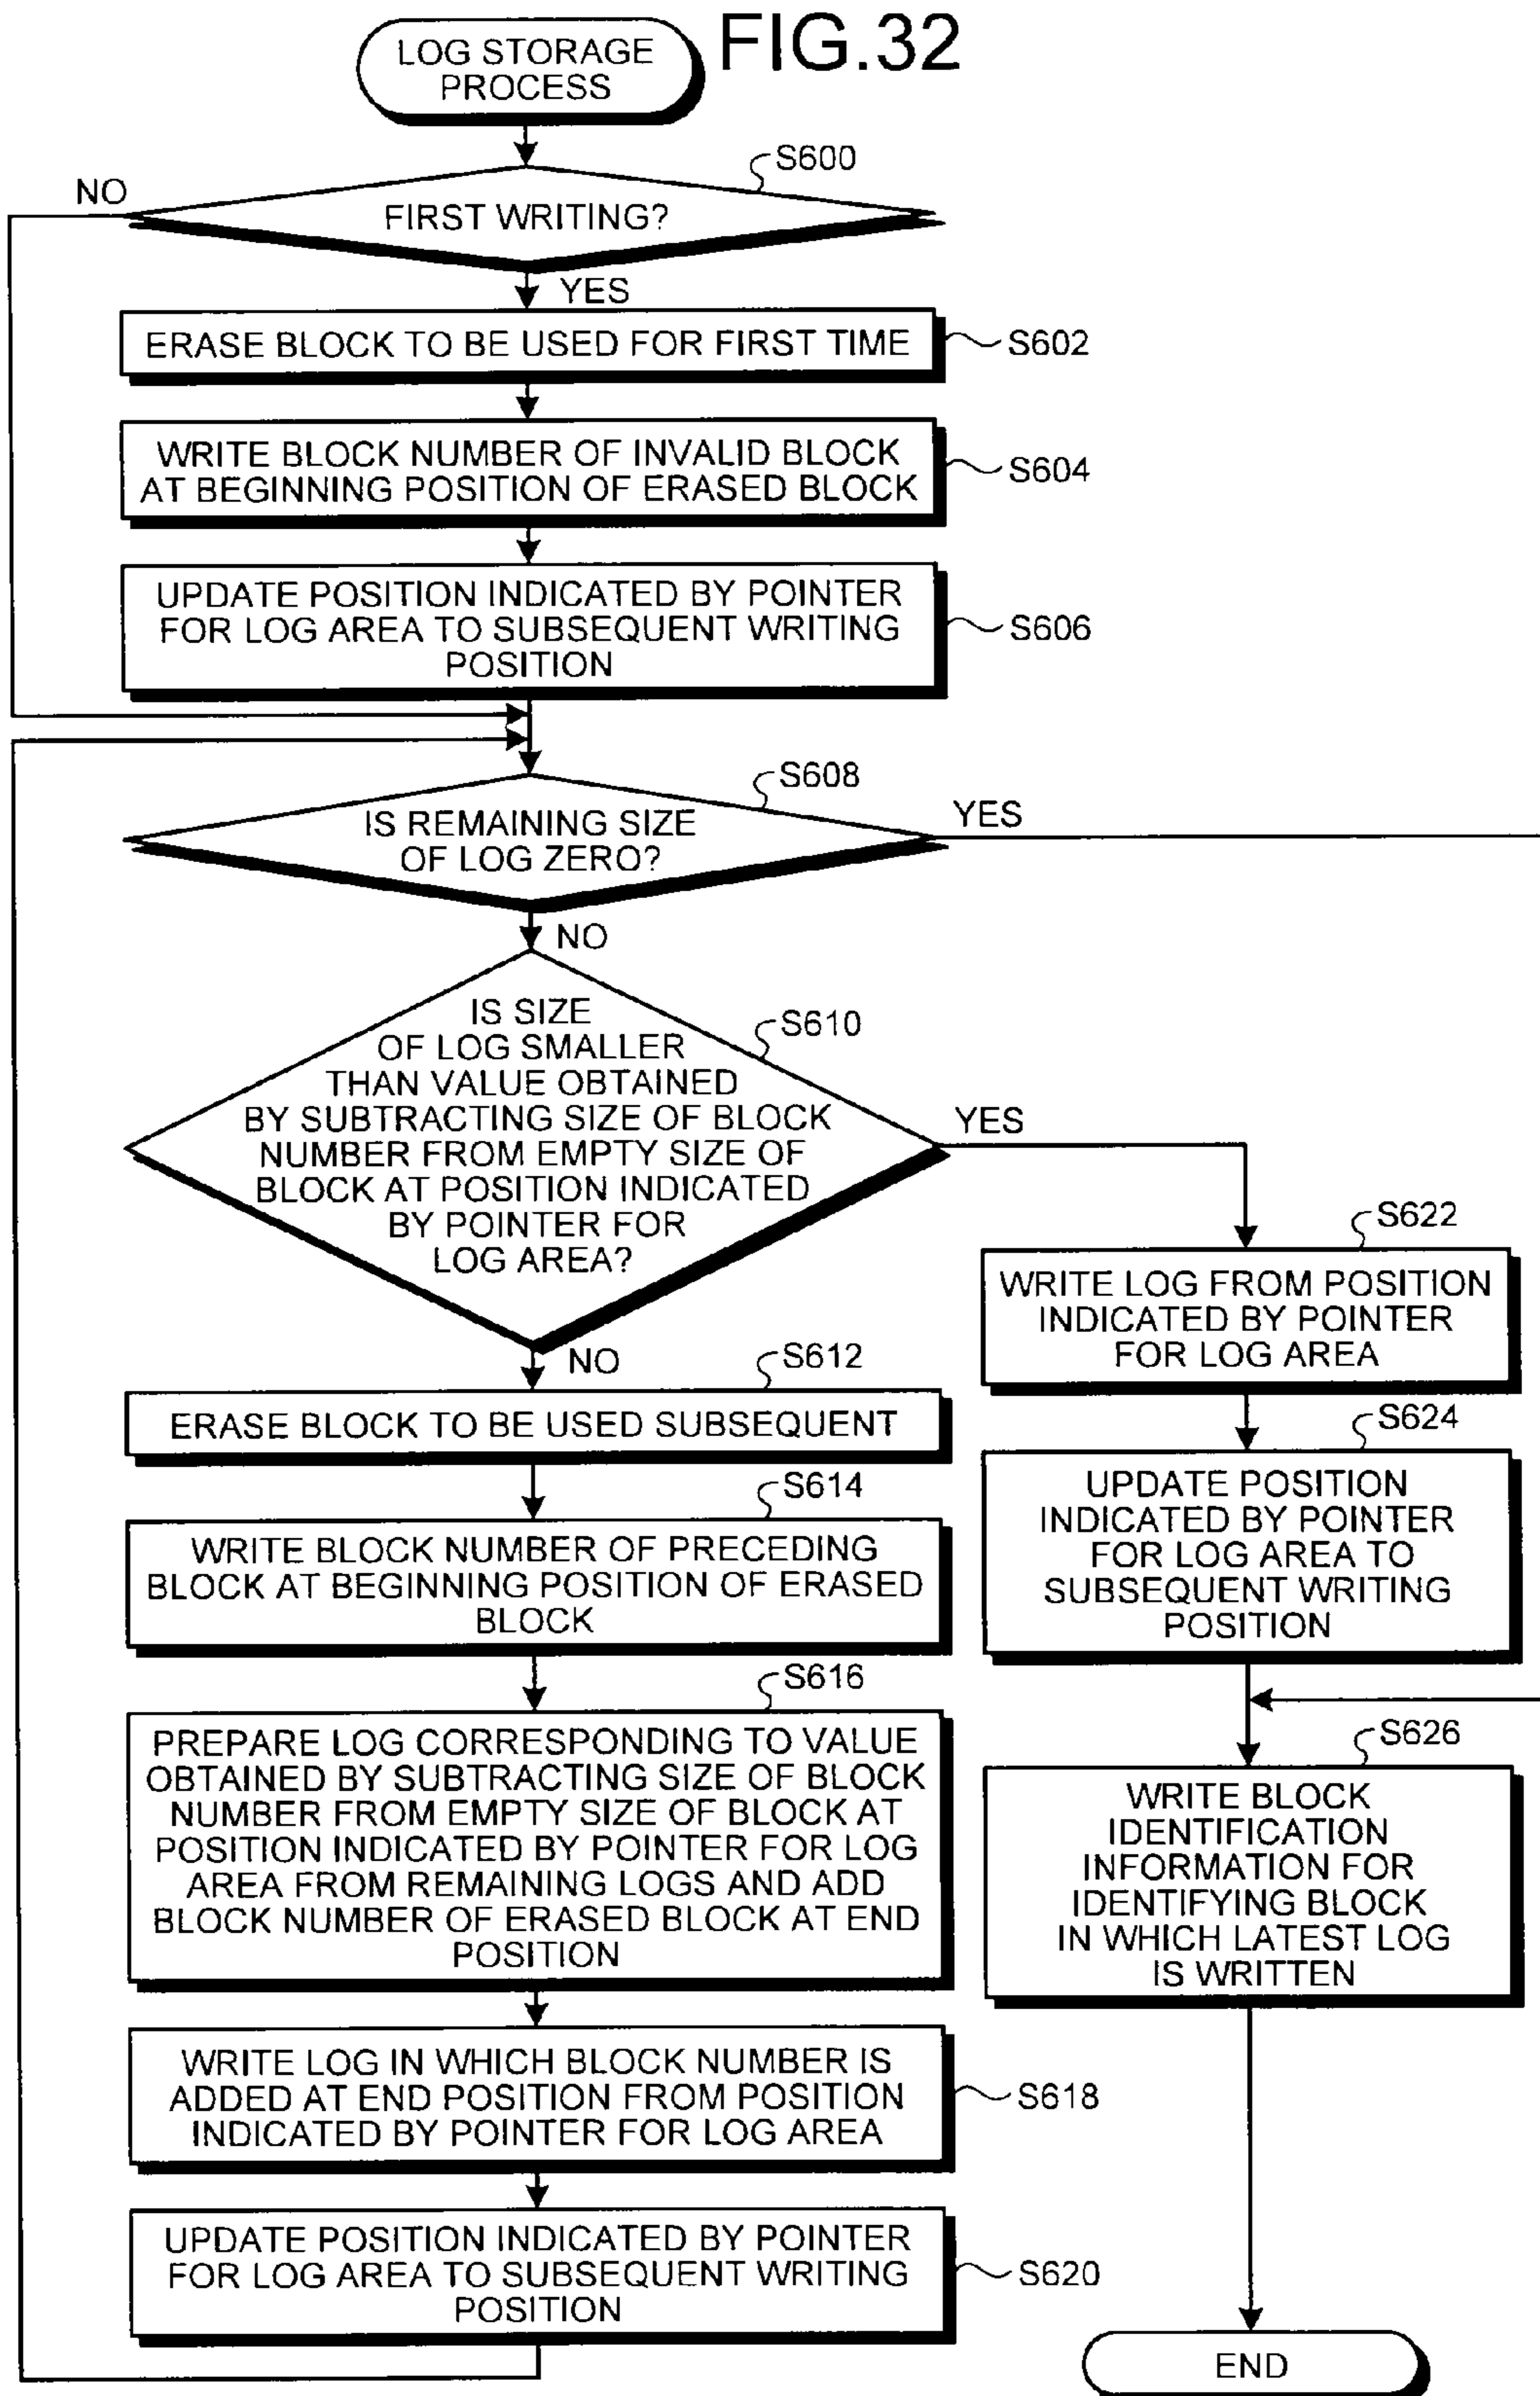 FIG.32
LOG STORAGE
PROCESS
S600
NO
FIRST WRITING?
YES
ERASE BLOCK TO BE USED FOR FIRST TIME
S602
WRITE BLOCK NUMBER OF INVALID BLOCK
AT BEGINNING POSITION OF ERASED BLOCK
S604
UPDATE POSITION INDICATED BY POINTER
FOR LOG AREA TO SUBSEQUENT WRITING
POSITION
S606
S608
IS REMAINING SIZE
OF LOG ZERO?
YES
NO
S610
IS SIZE
OF LOG SMALLER
THAN VALUE OBTAINED
BY SUBTRACTING SIZE OF BLOCK
NUMBER FROM EMPTY SIZE OF
BLOCK AT POSITION INDICATED
BY POINTER FOR
LOG AREA?
YES
NO
S612
ERASE BLOCK TO BE USED SUBSEQUENT
S614
WRITE BLOCK NUMBER OF PRECEDING
BLOCK AT BEGINNING POSITION OF ERASED
BLOCK
S616
PREPARE LOG CORRESPONDING TO VALUE
OBTAINED BY SUBTRACTING SIZE OF BLOCK
NUMBER FROM EMPTY SIZE OF BLOCK AT
POSITION INDICATED BY POINTER FOR LOG
AREA FROM REMAINING LOGS AND ADD
BLOCK NUMBER OF ERASED BLOCK AT END
POSITION
WRITE LOG IN WHICH BLOCK NUMBER IS
ADDED AT END POSITION FROM POSITION
INDICATED BY POINTER FOR LOG AREA
S618
UPDATE POSITION INDICATED BY POINTER
FOR LOG AREA TO SUBSEQUENT WRITING
POSITION
S620
S622
WRITE LOG FROM POSITION
INDICATED BY POINTER
FOR LOG AREA
S624
UPDATE POSITION
INDICATED BY POINTER
FOR LOG AREA TO
SUBSEQUENT WRITING
POSITION
S626
WRITE BLOCK
IDENTIFICATION
INFORMATION FOR
IDENTIFYING BLOCK
IN WHICH LATEST LOG
IS WRITTEN
END